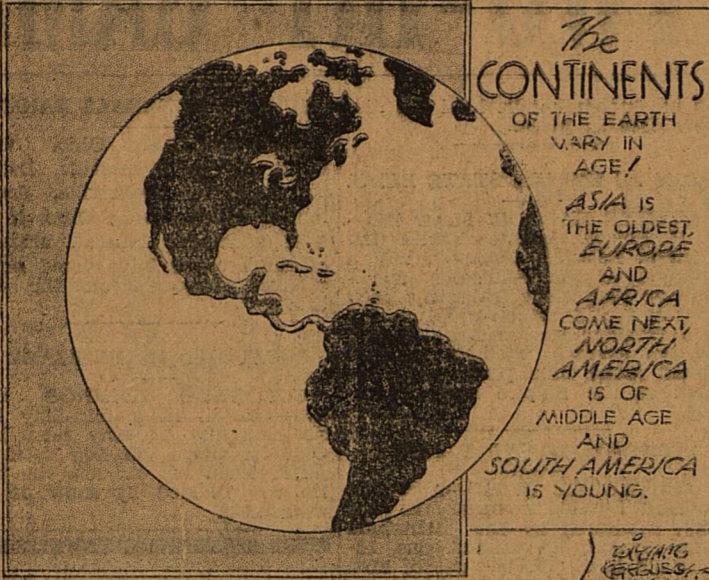 The
CONTINENTS
OF THE EARTH
VARY IN
AGE!
ASIA IS
THE OLDEST,
EUROPE
AND
AFRICA
COME NEXT,
NORTH
AMERICA
IS OF
MIDDLE AGE
AND
SOUTH AMERICA
IS YOUNG.